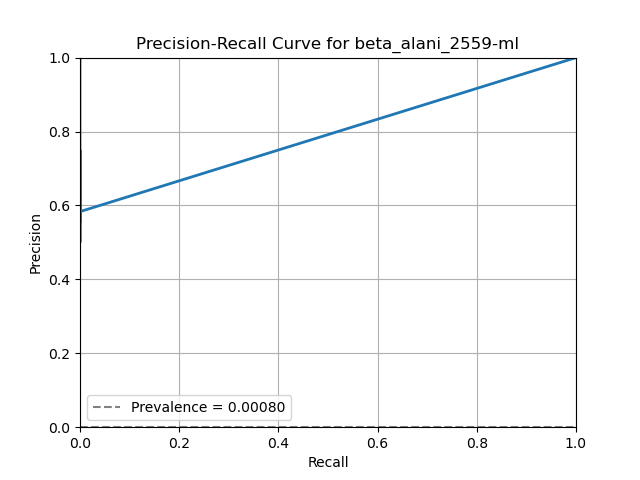 Precision-Recall Curve for beta_alani_2559-ml
1.0
0.8
0.6
0.4
0.2
0.0
Precision
Prevalence = 0.00080
0.0 0.2 0.4 0.6 0.8 1.0
Recall